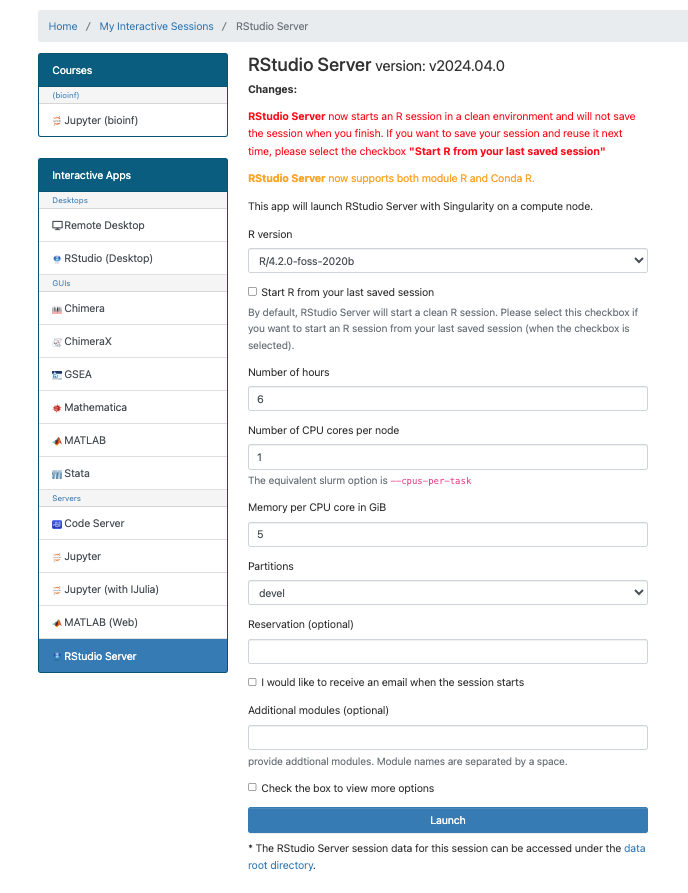 Home / My Interactive Sessions / RStudio Server
Courses
(bioinf)
Jupyter (bioinf)
Interactive Apps
Desktops
Remote Desktop
RStudio (Desktop)
GUIs
Chimera
ChimeraX
GSEA
Mathematica
MATLAB
Stata
Servers
Code Server
Jupyter
Jupyter (with IJulia)
MATLAB (Web)
RStudio Server
RStudio Server version: v2024.04.0
Changes:
RStudio Server now starts an R session in a clean environment and will not save
the session when you finish. If you want to save your session and reuse it next
time, please select the checkbox "Start R from your last saved session"
RStudio Server now supports both module R and Conda R.
This app will launch RStudio Server with Singularity on a compute node.
R version
R/4.2.0-foss-2020b
Start R from your last saved session
By default, RStudio Server will start a clean R session. Please select this checkbox if
you want to start an R session from your last saved session (when the checkbox is
selected).
Number of hours
6
Number of CPU cores per node
1
The equivalent slurm option is --cpus-per-task
Memory per CPU core in GiB
5
Partitions
devel
Reservation (optional)
I would like to receive an email when the session starts
Additional modules (optional)
provide addtional modules. Module names are separated by a space.
Check the box to view more options
Launch
* The RStudio Server session data for this session can be accessed under the data
root directory.